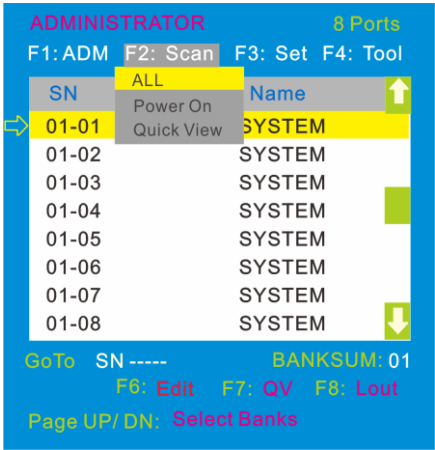 ADMINISTRATOR 8 Ports
F1: ADM F2: Scan F3: Set F4: Tool
SN ALL Name
Power On
01-01 Quick View SYSTEM
01-02 SYSTEM
01-03 SYSTEM
01-04 SYSTEM
01-05 SYSTEM
01-06 SYSTEM
01-07 SYSTEM
01-08 SYSTEM
GoTo SN ----- BANKSUM: 01
F6: Edit F7: QV F8: Lout
Page UP/ DN: Select Banks